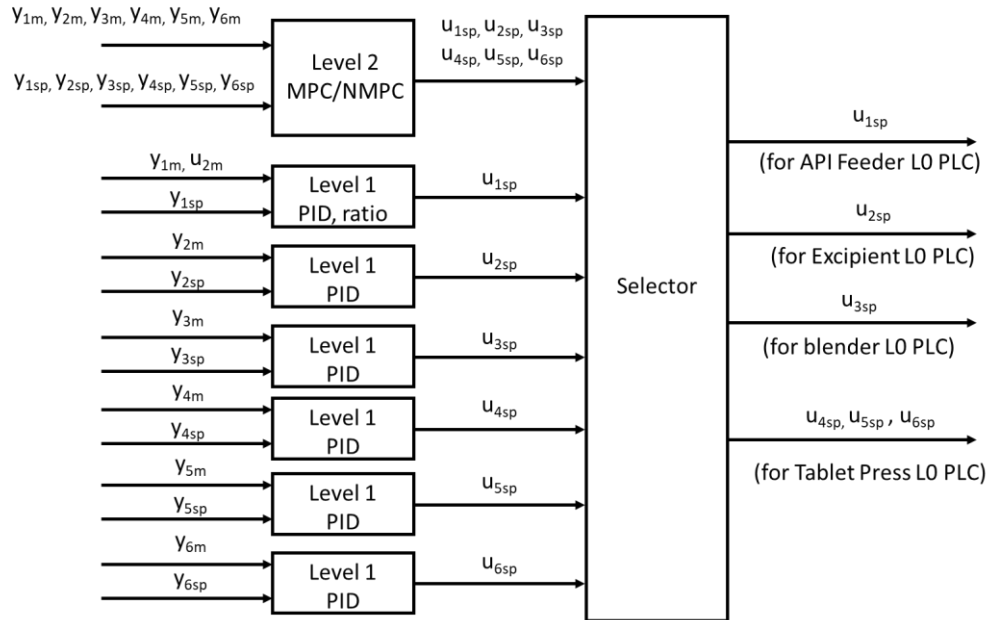 y1m, y2m, y3m, y4m, y5m, y6m
y1sp, y2sp, y3sp, y4sp, y5sp, y6sp
Level 2
MPC/NMPC
u1sp, u2sp, u3sp
u4sp, u5sp, u6sp
y1m, u2m
y1sp
Level 1
PID, ratio
u1sp
y2m
y2sp
Level 1
PID
u2sp
y3m
y3sp
Level 1
PID
u3sp
y4m
y4sp
Level 1
PID
u4sp
y5m
y5sp
Level 1
PID
u5sp
y6m
y6sp
Level 1
PID
u6sp
Selector
u1sp
(for API Feeder L0 PLC)
u2sp
(for Excipient L0 PLC)
u3sp
(for blender L0 PLC)
u4sp, u5sp , u6sp
(for Tablet Press L0 PLC)